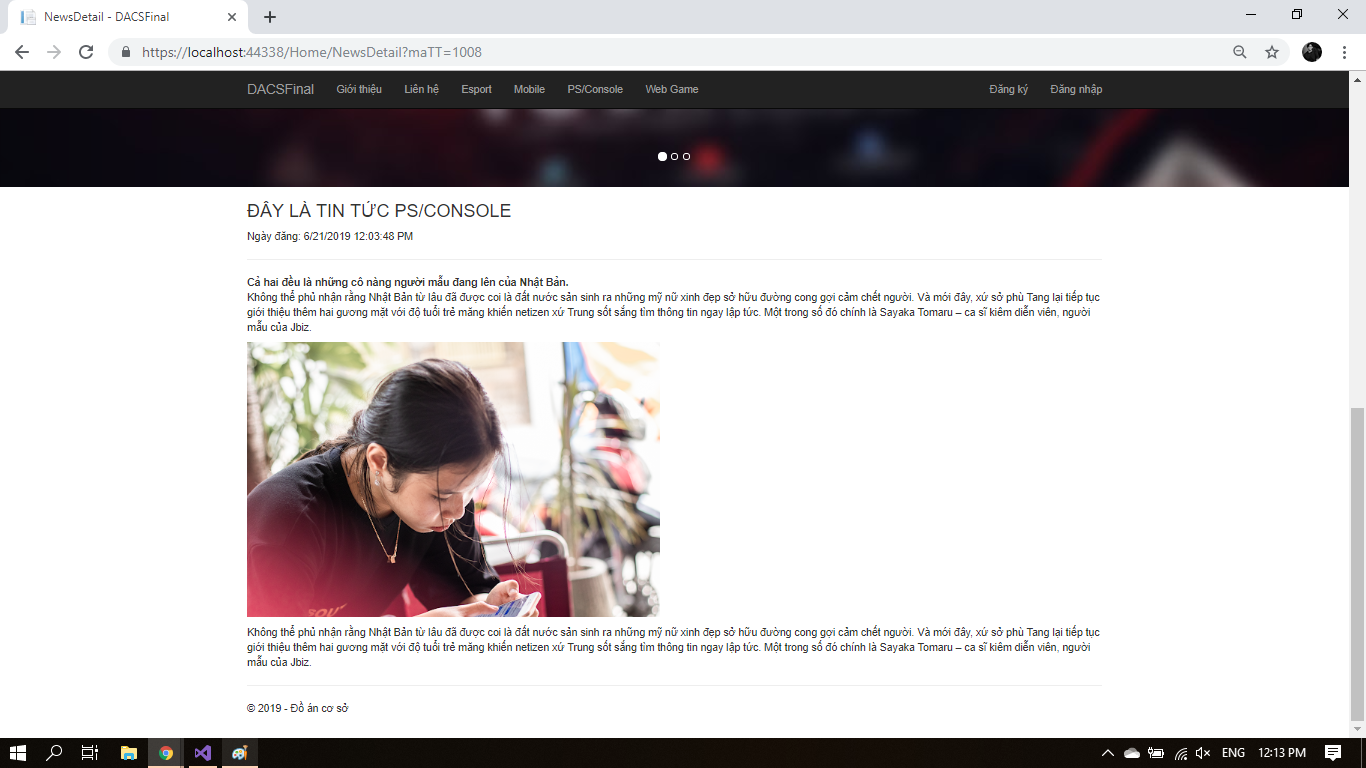 NewsDetail - DACSFinal
https://localhost:44338/Home/NewsDetail?maTT=1008
DACSFinal Giới thiệu Liên hệ Esport Mobile PS/Console Web Game Đăng ký Đăng nhập
ĐÂY LÀ TIN TỨC PS/CONSOLE
Ngày đăng: 6/21/2019 12:03:48 PM
Cả hai đều là những cô nàng người mẫu đang lên của Nhật Bản.
Không thể phủ nhận rằng Nhật Bản từ lâu đã được coi là đất nước sản sinh ra những mỹ nữ xinh đẹp sở hữu đường cong gợi cảm chết người. Và mới đây, xứ sở phù Tang lại tiếp tục
giới thiệu thêm hai gương mặt với độ tuổi trẻ măng khiến netizen xứ Trung sốt sắng tìm thông tin ngay lập tức. Một trong số đó chính là Sayaka Tomaru – ca sĩ kiêm diễn viên, người
mẫu của Jbiz.
Không thể phủ nhận rằng Nhật Bản từ lâu đã được coi là đất nước sản sinh ra những mỹ nữ xinh đẹp sở hữu đường cong gợi cảm chết người. Và mới đây, xứ sở phù Tang lại tiếp tục
giới thiệu thêm hai gương mặt với độ tuổi trẻ măng khiến netizen xứ Trung sốt sắng tìm thông tin ngay lập tức. Một trong số đó chính là Sayaka Tomaru – ca sĩ kiêm diễn viên, người
mẫu của Jbiz.
© 2019 - Đồ án cơ sở
ENG 12:13 PM